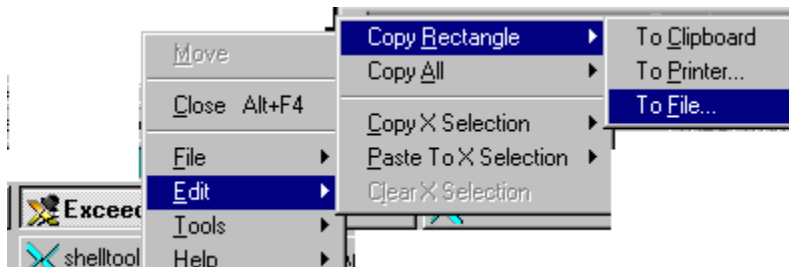 Move
Close Alt+F4
File
Edit
Tools
Help
Copy Rectangle
Copy All
Copy X Selection
Paste To X Selection
Clear X Selection
To Clipboard
To Printer...
To File...
Exceed
shelltool